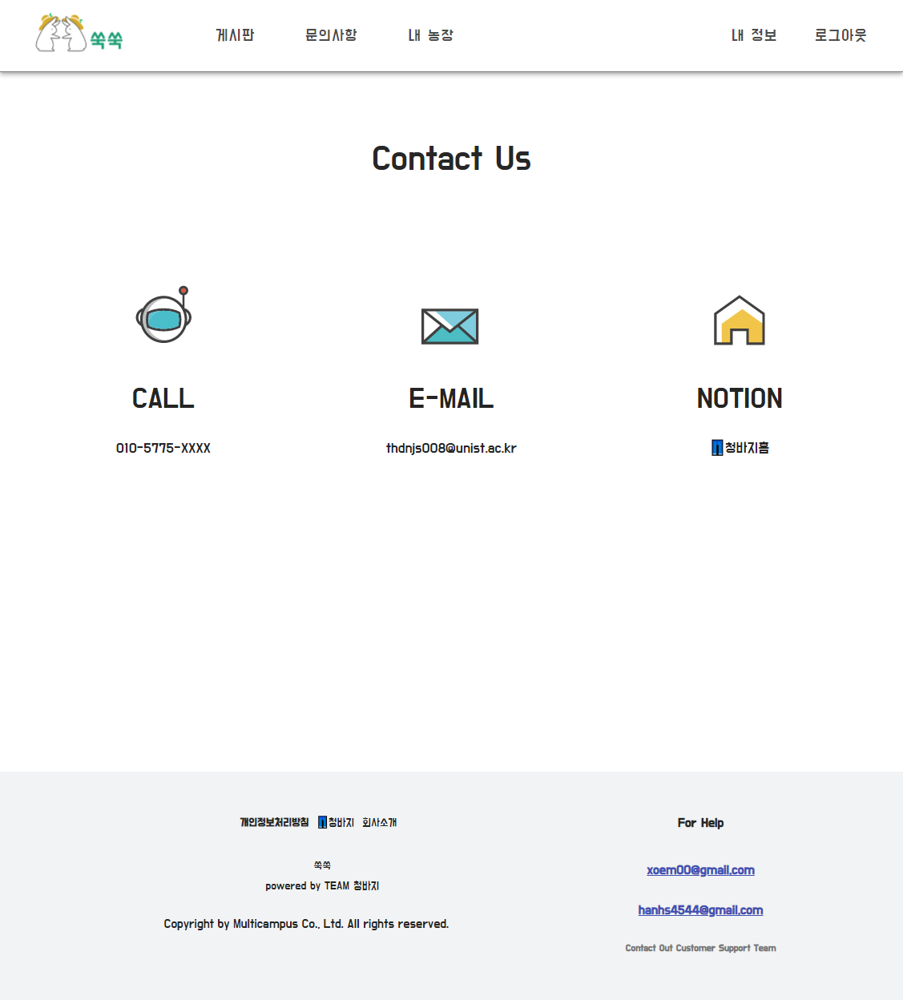 쑥쑥 게시판 문의사항 내 농장 내 정보 로그아웃
Contact Us
CALL
010-5775-XXXX
E-MAIL
thdnjs008@unist.ac.kr
NOTION
청바지홈
개인정보처리방침 청바지 회사소개
쑥쑥
powered by TEAM 청바지
Copyright by Multicampus Co., Ltd. All rights reserved.
For Help
xoem00@gmail.com
hanhs4544@gmail.com
Contact Out Customer Support Team